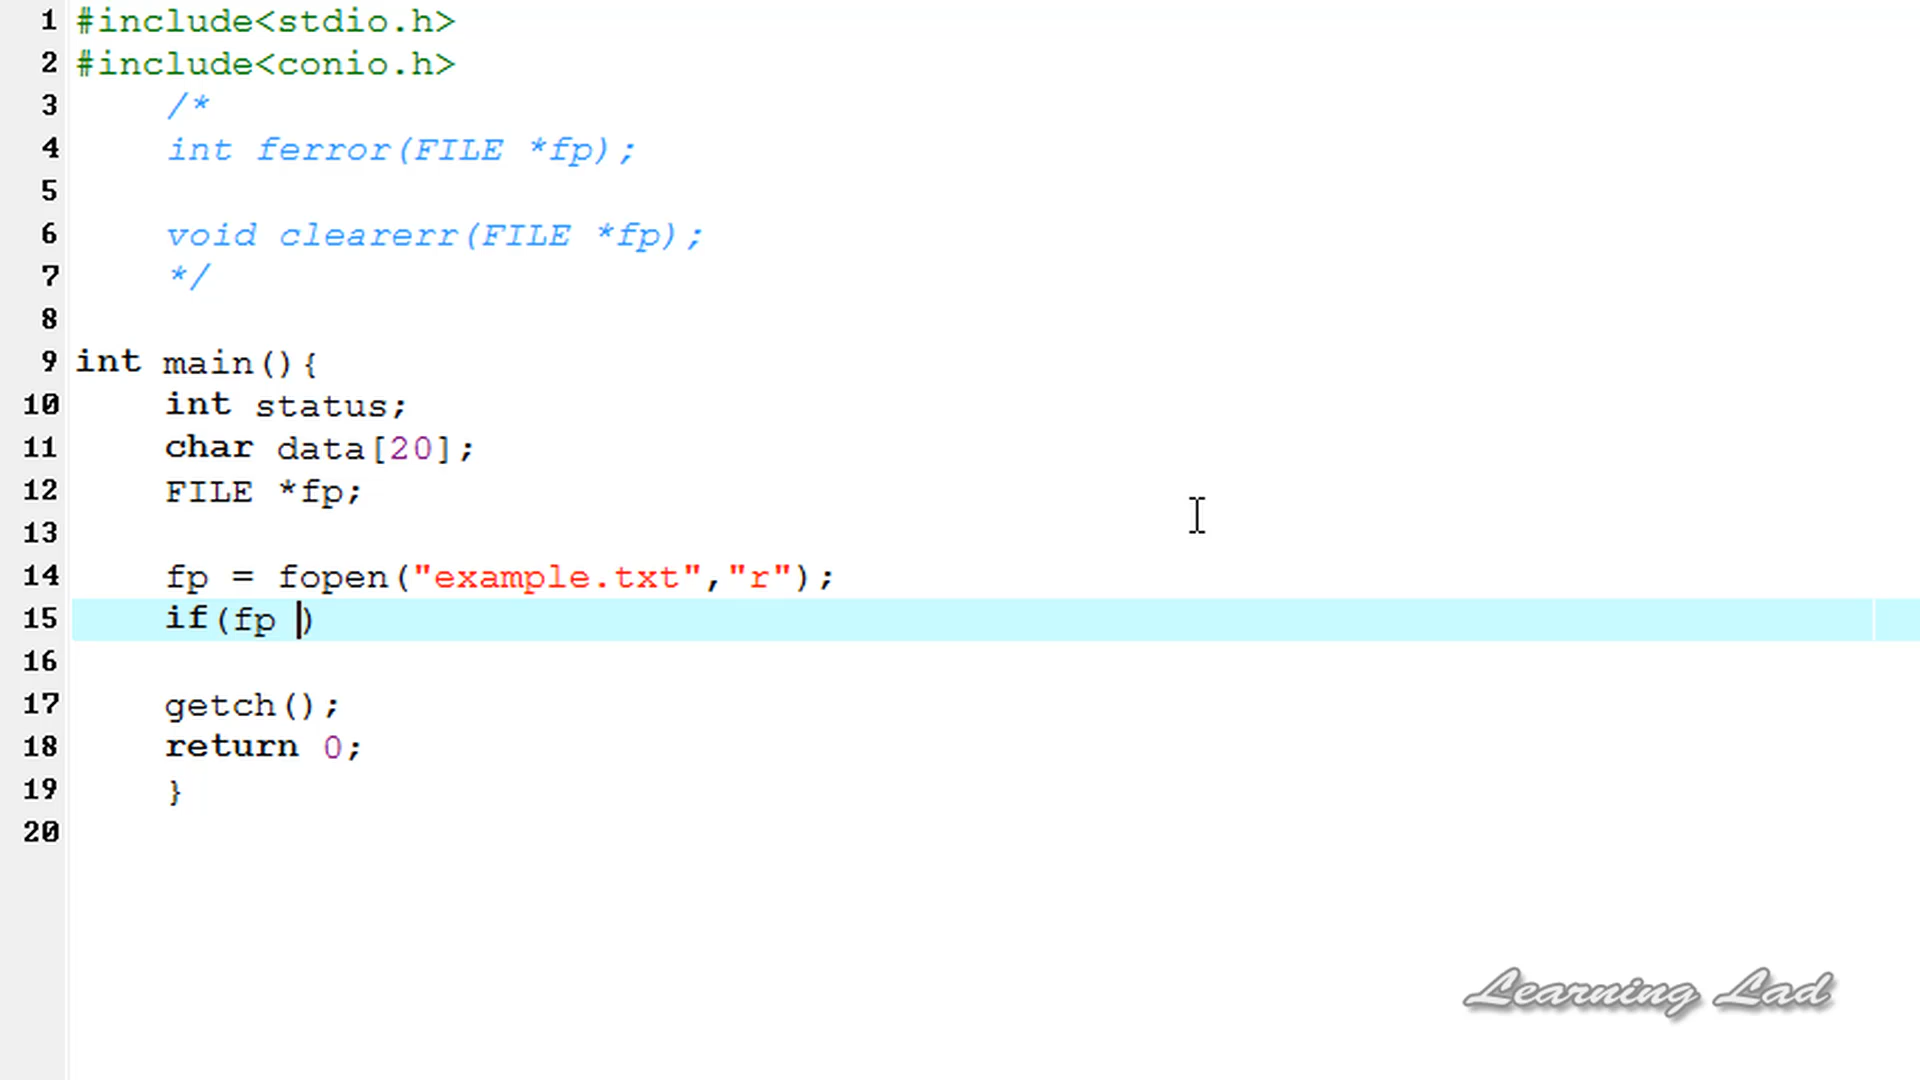 1 #include<stdio.h>
2 #include<conio.h>
3 /*
4 int ferror(FILE *fp);
5
6 void clearerr(FILE *fp);
7 */
8
9 int main(){
10 int status;
11 char data[20];
12 FILE *fp;
13
14 fp = fopen("example.txt","r");
15 if(fp )
16
17 getch();
18 return 0;
19 }
20
Learning Lad